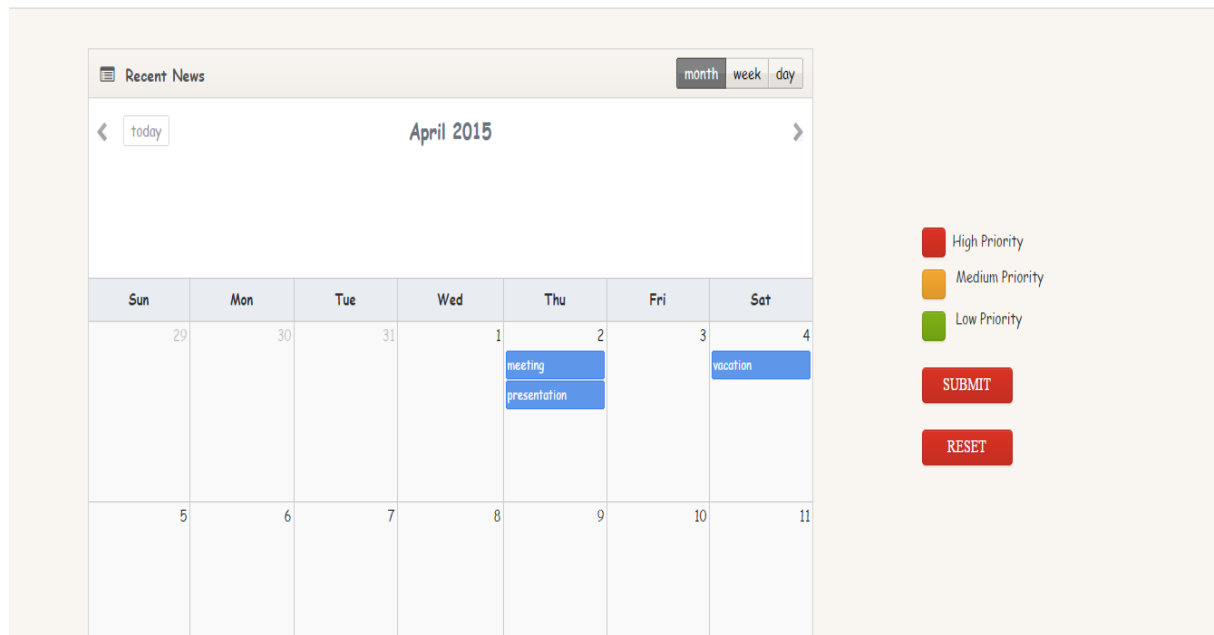 Recent News month week day
today April 2015
High Priority
Medium Priority
Low Priority
SUBMIT
RESET
Sun Mon Tue Wed Thu Fri Sat
29 30 31 1 2 3 4
meeting vacation
presentation
5 6 7 8 9 10 11